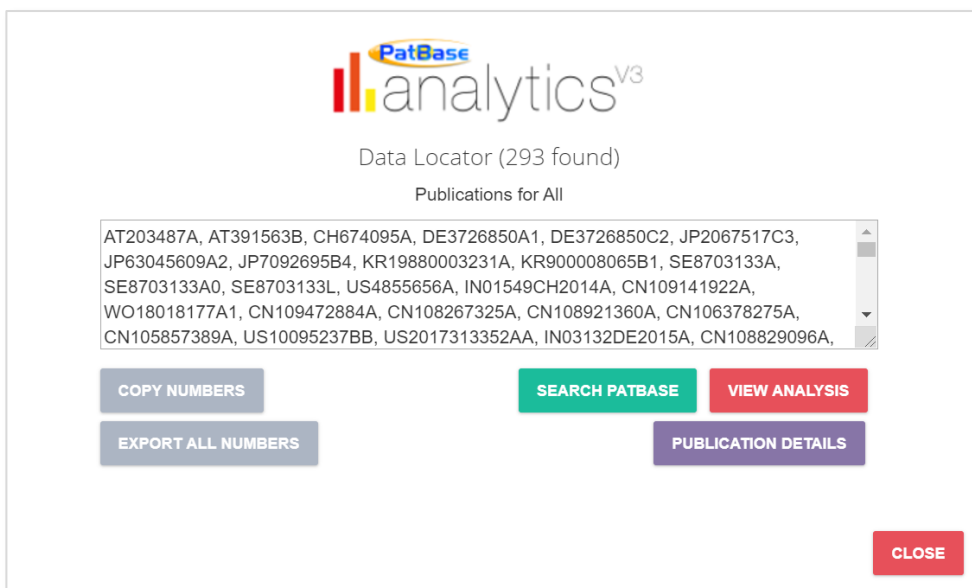 PatBase
analytics V3
Data Locator (293 found)
Publications for All
AT203487A, AT391563B, CH674095A, DE3726850A1, DE3726850C2, JP2067517C3,
JP63045609A2, JP7092695B4, KR19880003231A, KR900008065B1, SE8703133A,
SE8703133A0, SE8703133L, US4855656A, IN01549CH2014A, CN109141922A,
WO18018177A1, CN109472884A, CN108267325A, CN108921360A, CN106378275A,
CN105857389A, US10095237BB, US2017313352AA, IN03132DE2015A, CN108829096A,
COPY NUMBERS
SEARCH PATBASE
VIEW ANALYSIS
EXPORT ALL NUMBERS
PUBLICATION DETAILS
CLOSE